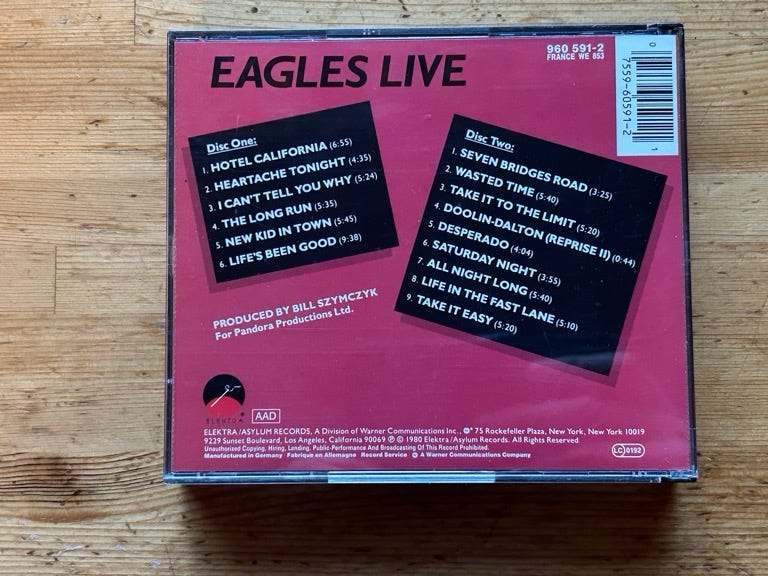 EAGLES LIVE
960 591-2
FRANCE WE 853
0
7559-60591-2
1
Disc One:
1. HOTEL CALIFORNIA (6:55)
2. HEARTACHE TONIGHT (4:35)
3. I CAN'T TELL YOU WHY (5:24)
4. THE LONG RUN (5:35)
5. NEW KID IN TOWN (5:45)
6. LIFE'S BEEN GOOD (9:38)
Disc Two:
1. SEVEN BRIDGES ROAD (3:25)
2. WASTED TIME (5:40)
3. TAKE IT TO THE LIMIT (5:20)
4. DOOLIN-DALTON (REPRISE II) (0:44)
5. DESPERADO (4:04)
6. SATURDAY NIGHT (3:55)
7. ALL NIGHT LONG (5:40)
8. LIFE IN THE FAST LANE (5:10)
9. TAKE IT EASY (5:20)
PRODUCED BY BILL SZYMCZYK
For Pandora Productions Ltd.
ELEKTRA
AAD
ELEKTRA/ASYLUM RECORDS, A Division of Warner Communications Inc., 75 Rockefeller Plaza, New York, New York 10019
9229 Sunset Boulevard, Los Angeles, California 90069 ℗ © 1980 Elektra/Asylum Records. All Rights Reserved
Unauthorized Copying, Hiring, Lending, Public-Performance And Broadcasting Of This Record Prohibited.
Manufactured in Germany Fabriqué en Allemagne Record Service A Warner Communications Company
LC 0192